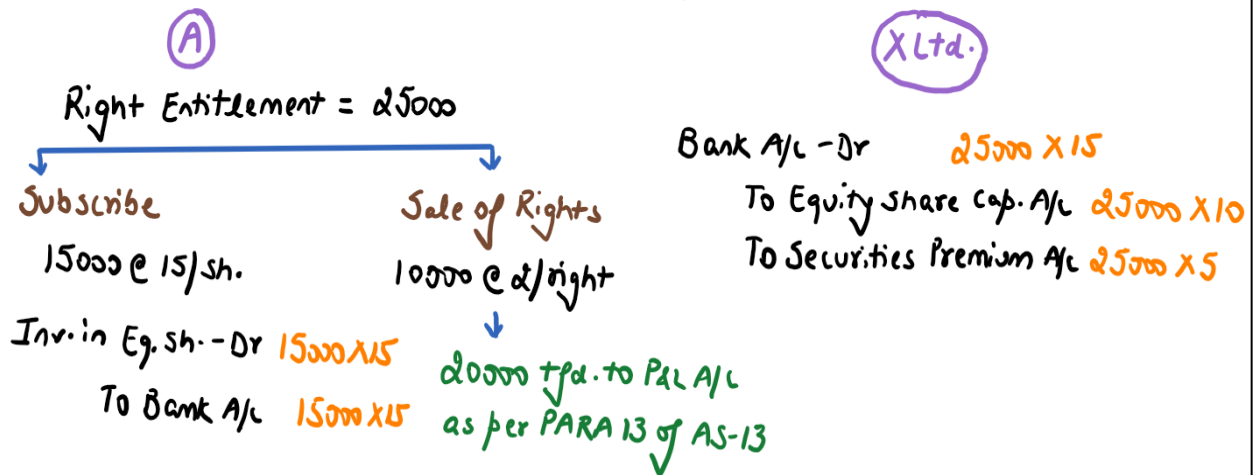 A
Right Entitlement = 25000
Subscribe
15000 @ 15/sh.
Inv. in Eq. Sh. - Dr 15000 X 15
To Bank A/c 15000 X 15
Sale of Rights
10000 @ 2/right
20000 tfd. to P&L A/c
as per PARA 13 of AS-13
X Ltd.
Bank A/c - Dr 25000 X 15
To Equity Share Cap. A/c 25000 X 10
To Securities Premium A/c 25000 X 5